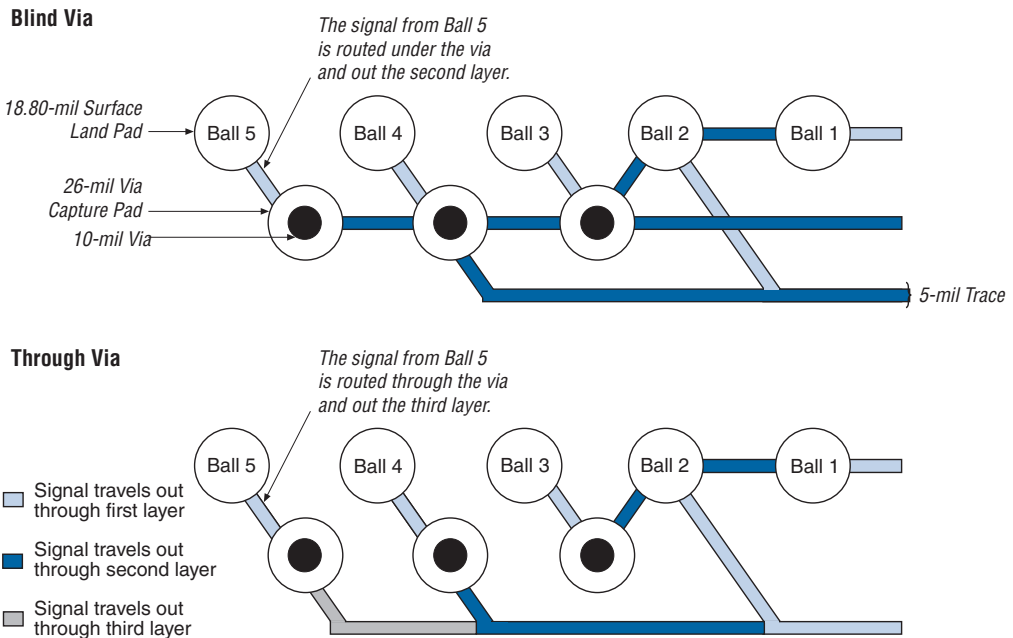 Blind Via
The signal from Ball 5
is routed under the via
and out the second layer.
18.80-mil Surface
Land Pad
Ball 5
Ball 4
Ball 3
Ball 2
Ball 1
26-mil Via
Capture Pad
10-mil Via
5-mil Trace
Through Via
The signal from Ball 5
is routed through the via
and out the third layer.
Ball 5
Ball 4
Ball 3
Ball 2
Ball 1
Signal travels out
through first layer
Signal travels out
through second layer
Signal travels out
through third layer